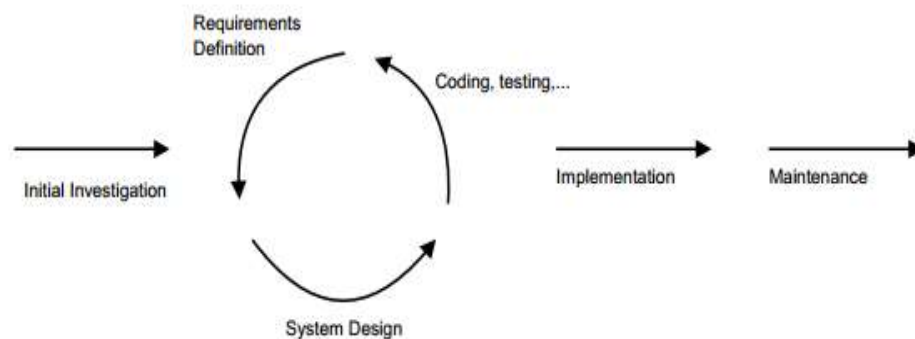 Requirements
Definition
Coding, testing,...
Initial Investigation
Implementation
Maintenance
System Design